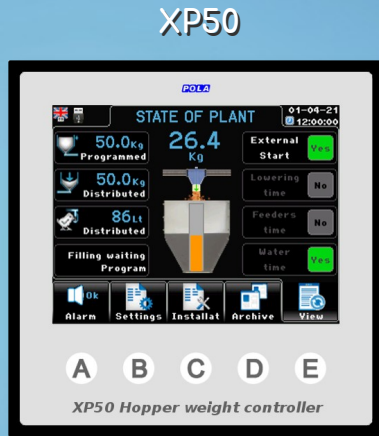 XP50
POLA
STATE OF PLANT
01-04-21
12:00:00
50.0Kg
Programmed
26.4
Kg
External
Start
Yes
50.0Kg
Distributed
Lowering
time
No
86Lt
Distributed
Feeders
time
No
Filling waiting
Program
Water
time
Yes
Ok
Alarm
Settings
Installat
Archive
View
A B C D E
XP50 Hopper weight controller